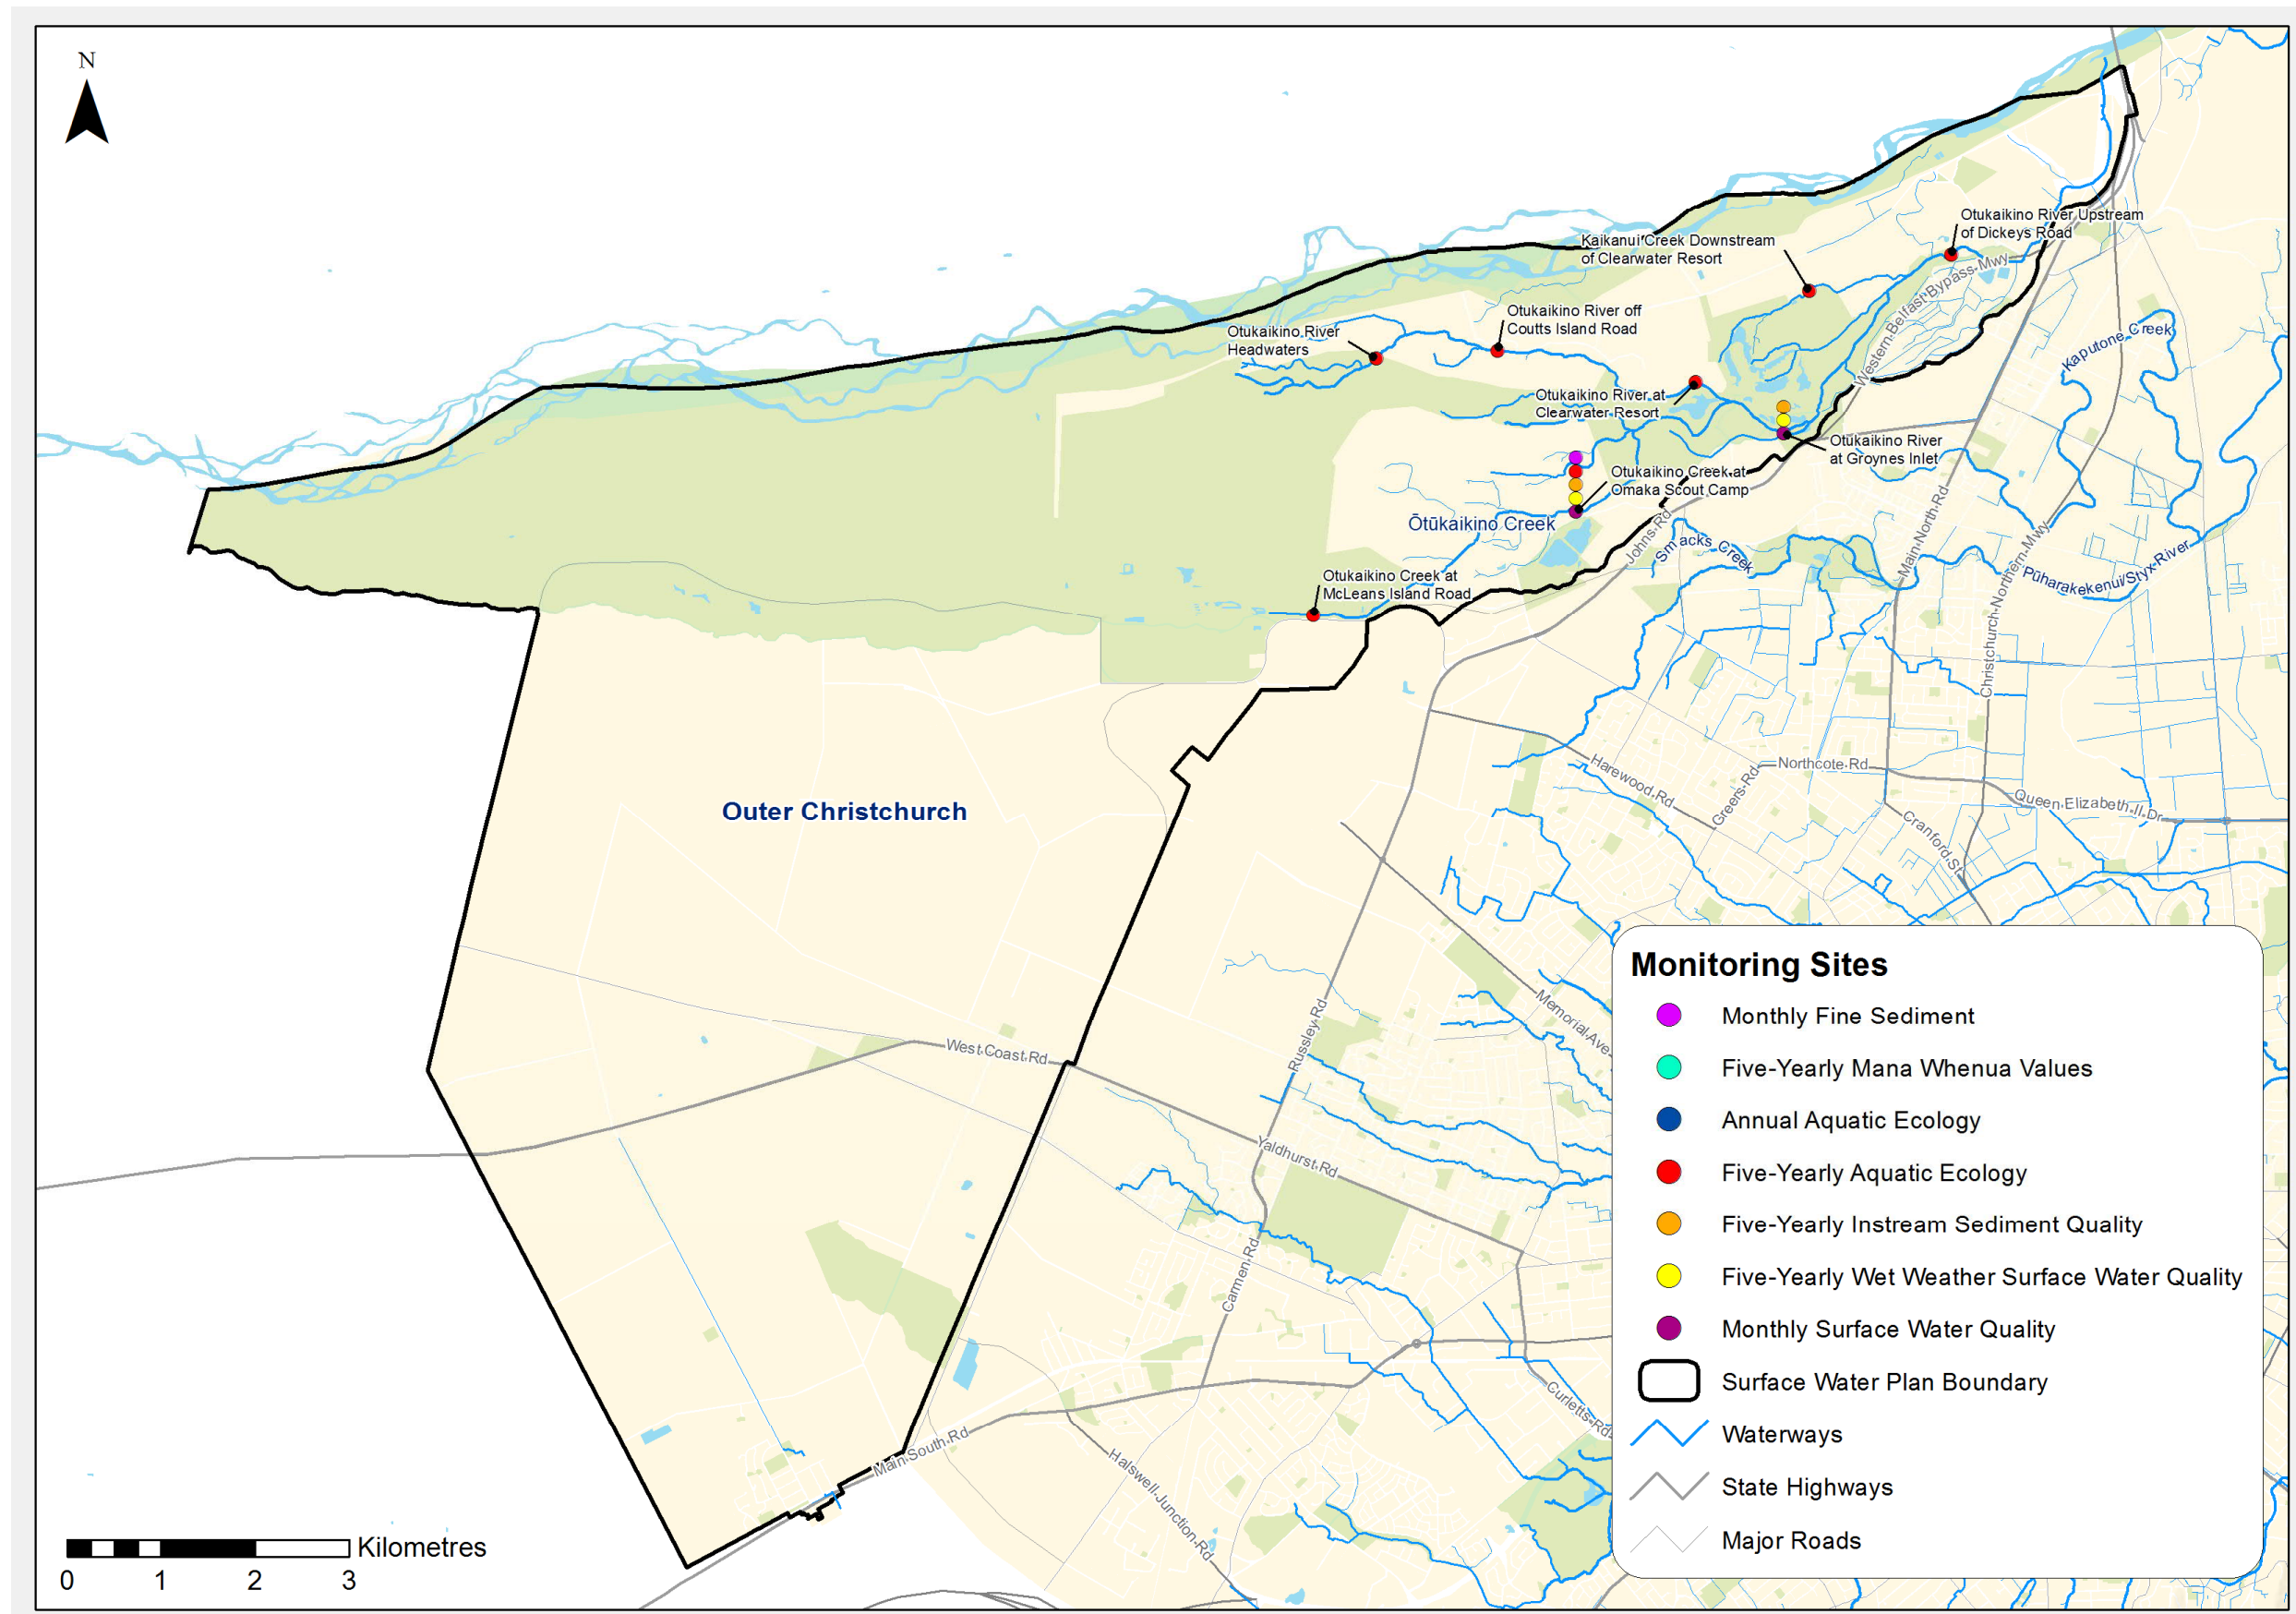 N
Otukaikino River Upstream
of Dickeys Road
Kaikanui Creek Downstream
of Clearwater Resort
Western Belfast Bypass Mwy
Otukaikino River off
Coutts Island Road
Otukaikino River
Headwaters
Kaputone Creek
Otukaikino River at
Clearwater Resort
Otukaikino River
at Groynes Inlet
Otukaikino Creek at
Omaka Scout Camp
Ōtūkaikino Creek
Johns Rd
Smacks Creek
Main North Rd
Christchurch Northern Mwy
Pūharakekenui/Styx River
Otukaikino Creek at
McLeans Island Road
Harewood Rd
Greers Rd
Northcote Rd
Queen Elizabeth II Dr
Cranford St
Outer Christchurch
Memorial Ave
Russley Rd
West Coast Rd
Yaldhurst Rd
Carmen Rd
Curletts Rd
Main South Rd
Halswell Junction Rd
Monitoring Sites
Monthly Fine Sediment
Five-Yearly Mana Whenua Values
Annual Aquatic Ecology
Five-Yearly Aquatic Ecology
Five-Yearly Instream Sediment Quality
Five-Yearly Wet Weather Surface Water Quality
Monthly Surface Water Quality
Surface Water Plan Boundary
Waterways
State Highways
Major Roads
Kilometres
0 1 2 3